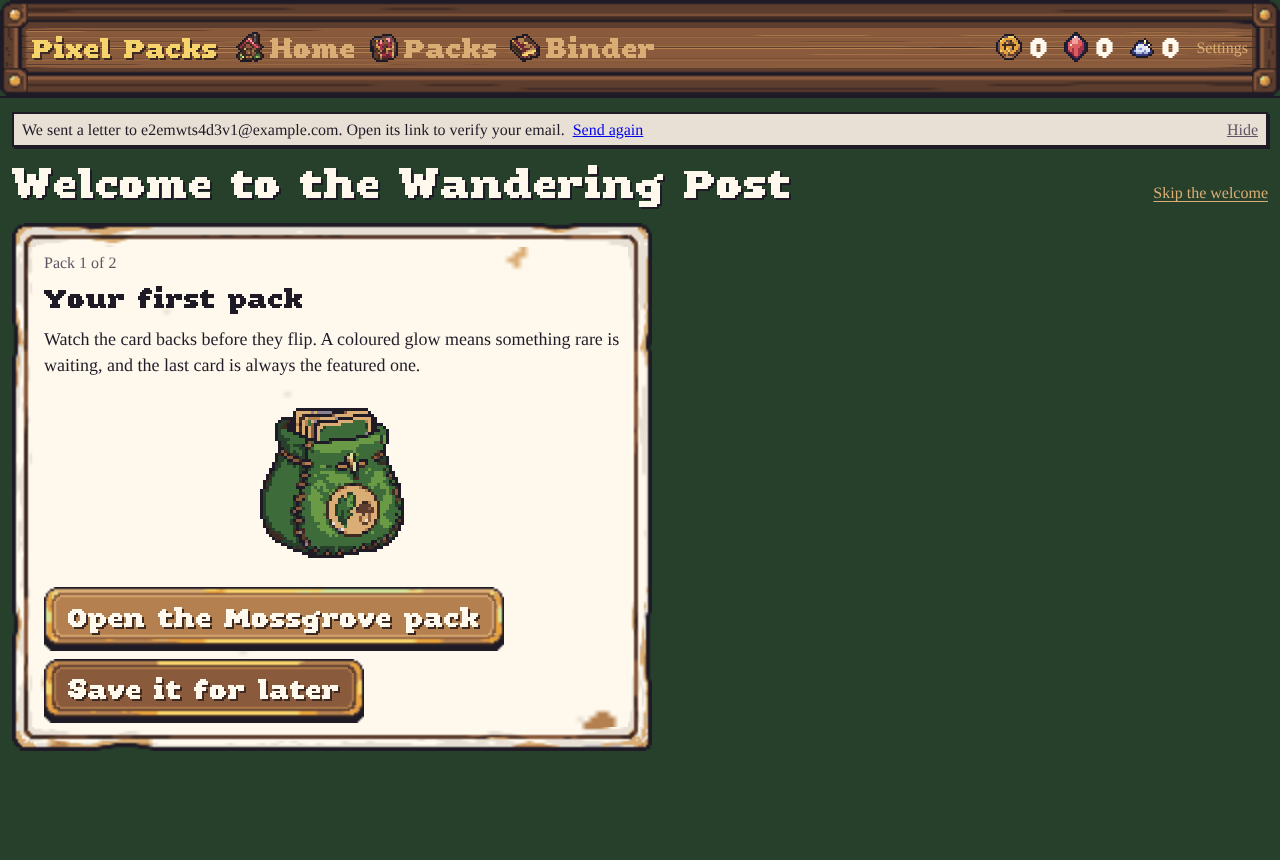 Pixel Packs Home Packs Binder 0 0 0 Settings
We sent a letter to e2emwts4d3v1@example.com. Open its link to verify your email. Send again Hide
Welcome to the Wandering Post Skip the welcome
Pack 1 of 2
Your first pack
Watch the card backs before they flip. A coloured glow means something rare is
waiting, and the last card is always the featured one.
Open the Mossgrove pack
Save it for later